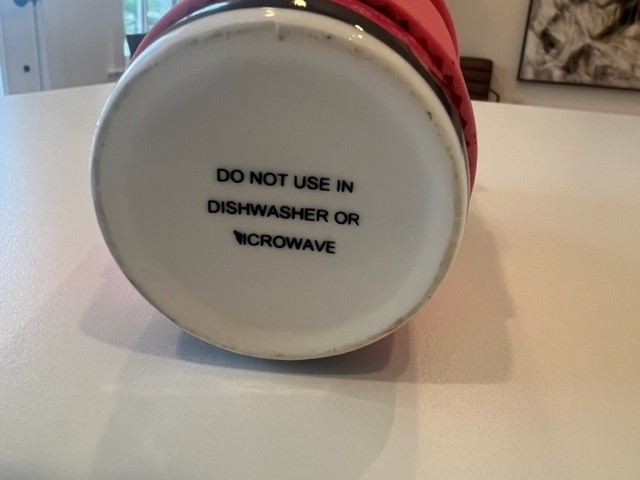 DO NOT USE IN
DISHWASHER OR
MICROWAVE